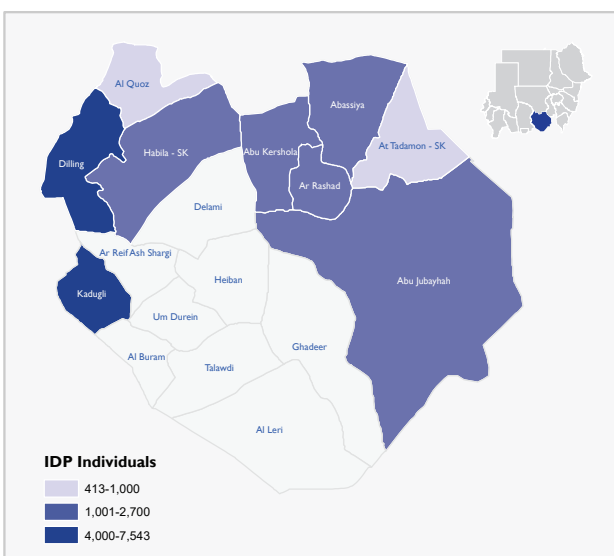 Al Quoz
Abassiya
Dilling
Habila - SK
Abu Kershola
At Tadamon - SK
Ar Rashad
Delami
Ar Reif Ash Shargi
Heiban
Abu Jubayhah
Kadugli
Um Durein
Ghadeer
Al Buram
Talawdi
Al Leri
IDP Individuals
413-1,000
1,001-2,700
4,000-7,543